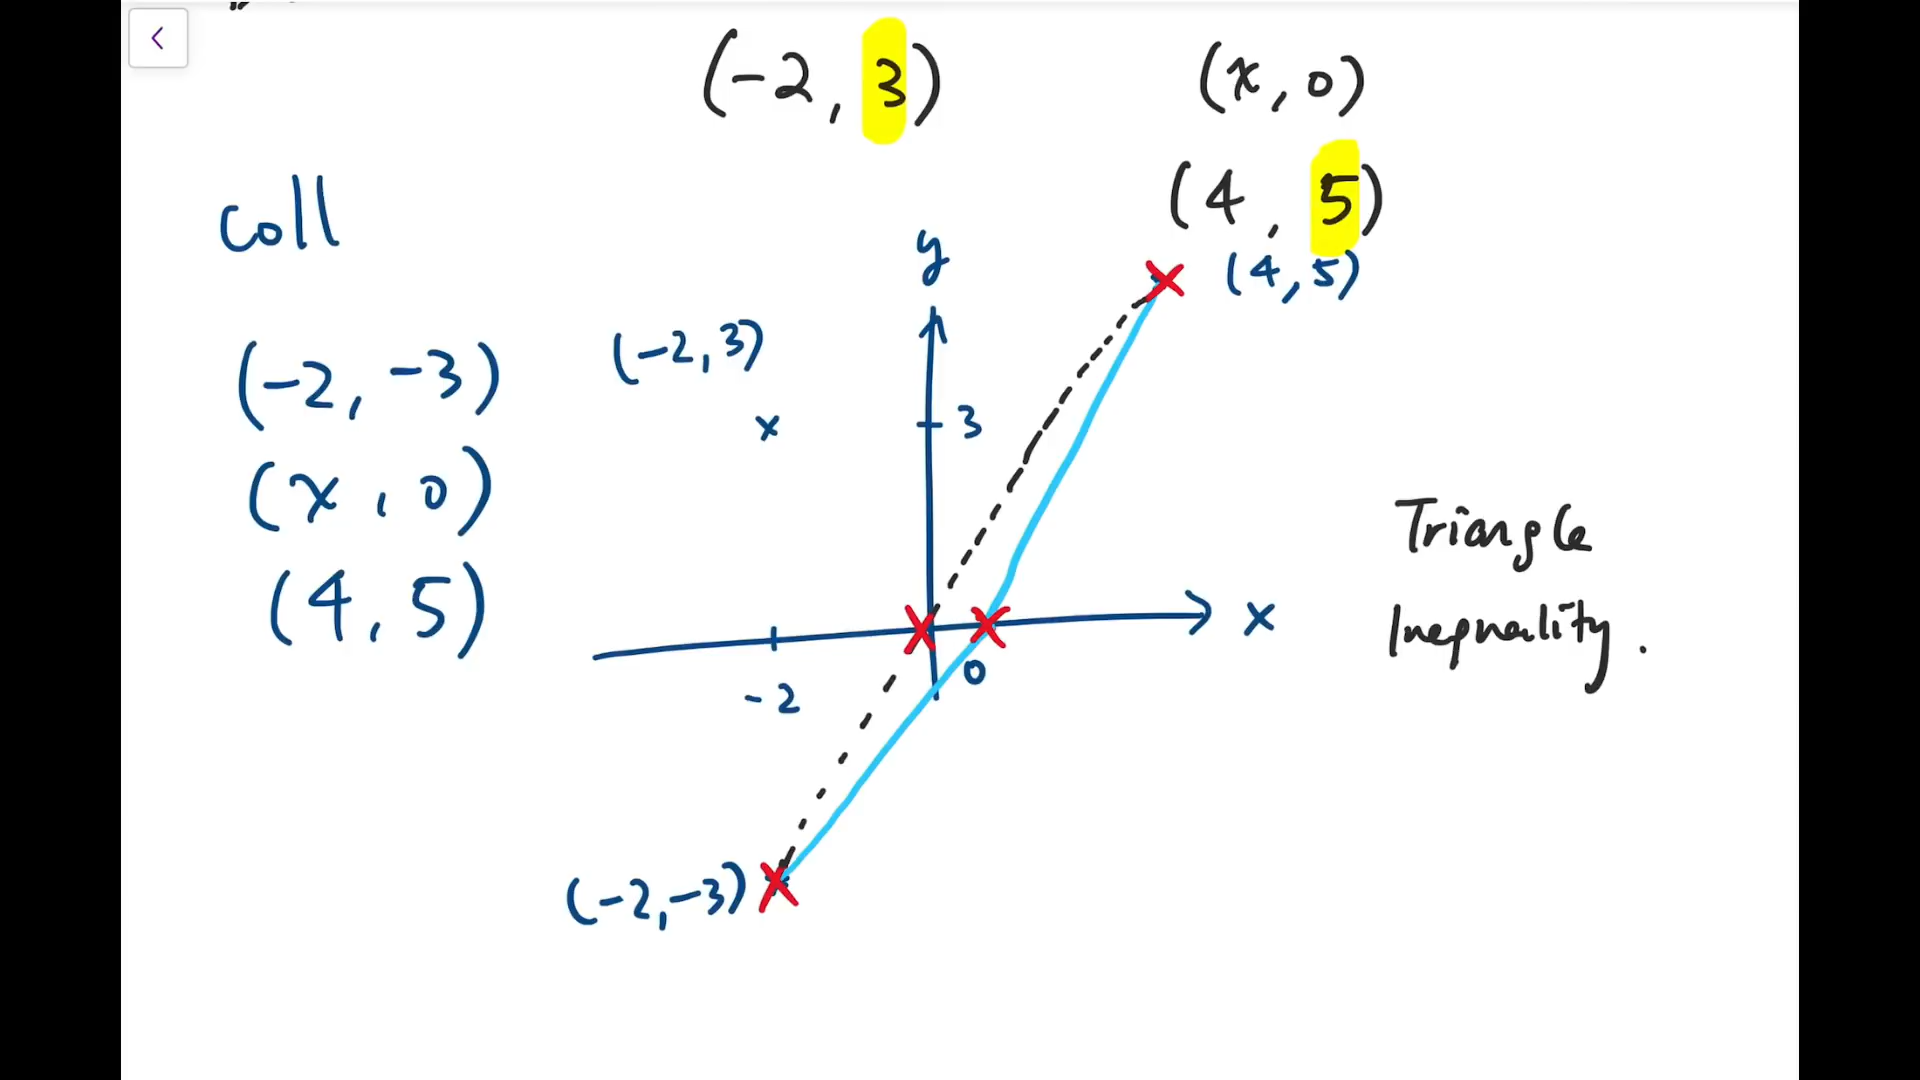 (-2, 3)
(x, 0)
(4, 5)
coll
y
(4, 5)
(-2, 3)
(-2, -3)
x
3
(x, 0)
Triangle
(4, 5)
x
Inequality.
0
-2
(-2, -3)